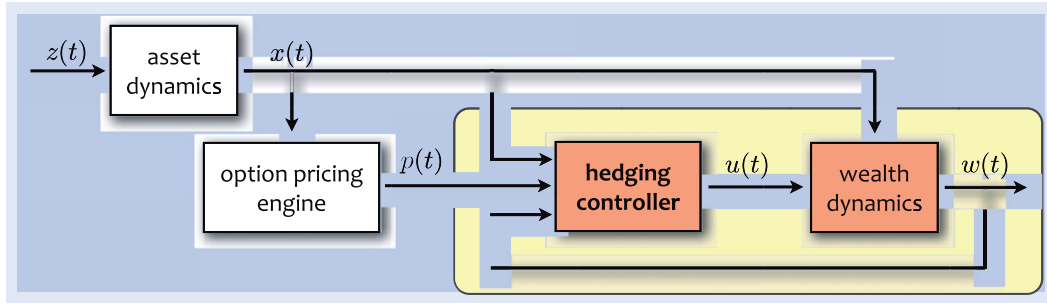 z(t)
asset
dynamics
x(t)
option pricing
engine
p(t)
hedging
controller
u(t)
wealth
dynamics
w(t)